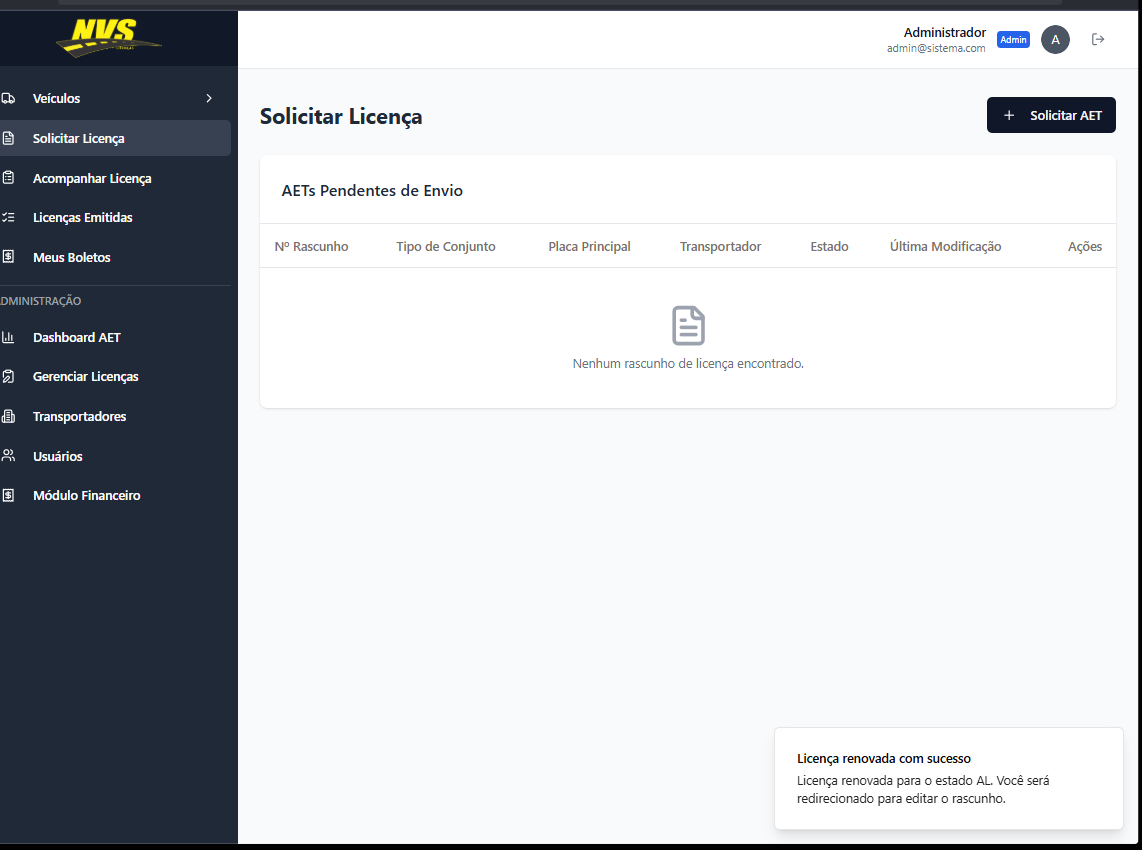 NVS
Administrador
admin@sistema.com
Admin
A
Veículos
Solicitar Licença
Acompanhar Licença
Licenças Emitidas
Meus Boletos
DMINISTRAÇÃO
Dashboard AET
Gerenciar Licenças
Transportadores
Usuários
Módulo Financeiro
Solicitar Licença
+ Solicitar AET
AETs Pendentes de Envio
Nº Rascunho Tipo de Conjunto Placa Principal Transportador Estado Última Modificação Ações
Nenhum rascunho de licença encontrado.
Licença renovada com sucesso
Licença renovada para o estado AL. Você será
redirecionado para editar o rascunho.